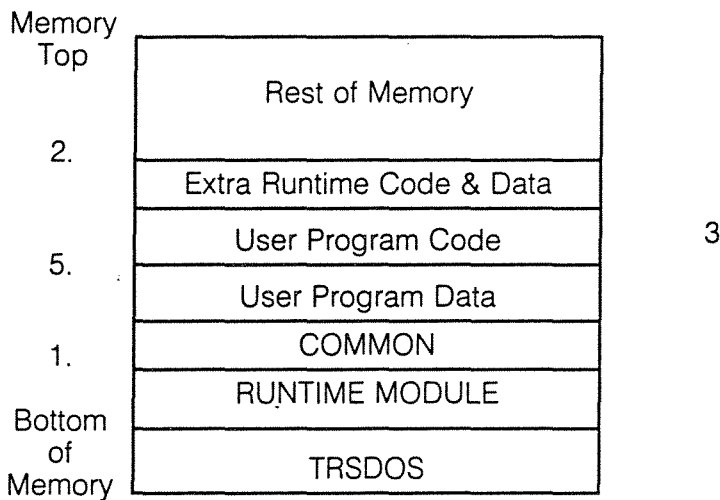 Memory
Top
Rest of Memory
2.
Extra Runtime Code & Data
User Program Code
3
5.
User Program Data
COMMON
1.
RUNTIME MODULE
Bottom
of
Memory
TRSDOS